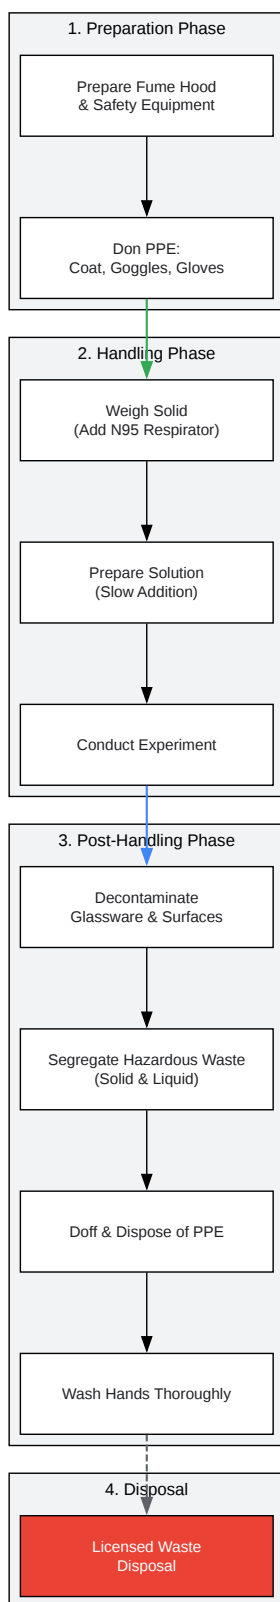 1. Preparation Phase
Prepare Fume Hood
& Safety Equipment
Don PPE:
Coat, Goggles, Gloves
2. Handling Phase
Weigh Solid
(Add N95 Respirator)
Prepare Solution
(Slow Addition)
Conduct Experiment
3. Post-Handling Phase
Decontaminate
Glassware & Surfaces
Segregate Hazardous Waste
(Solid & Liquid)
Doff & Dispose of PPE
Wash Hands Thoroughly
4. Disposal
Licensed Waste
Disposal